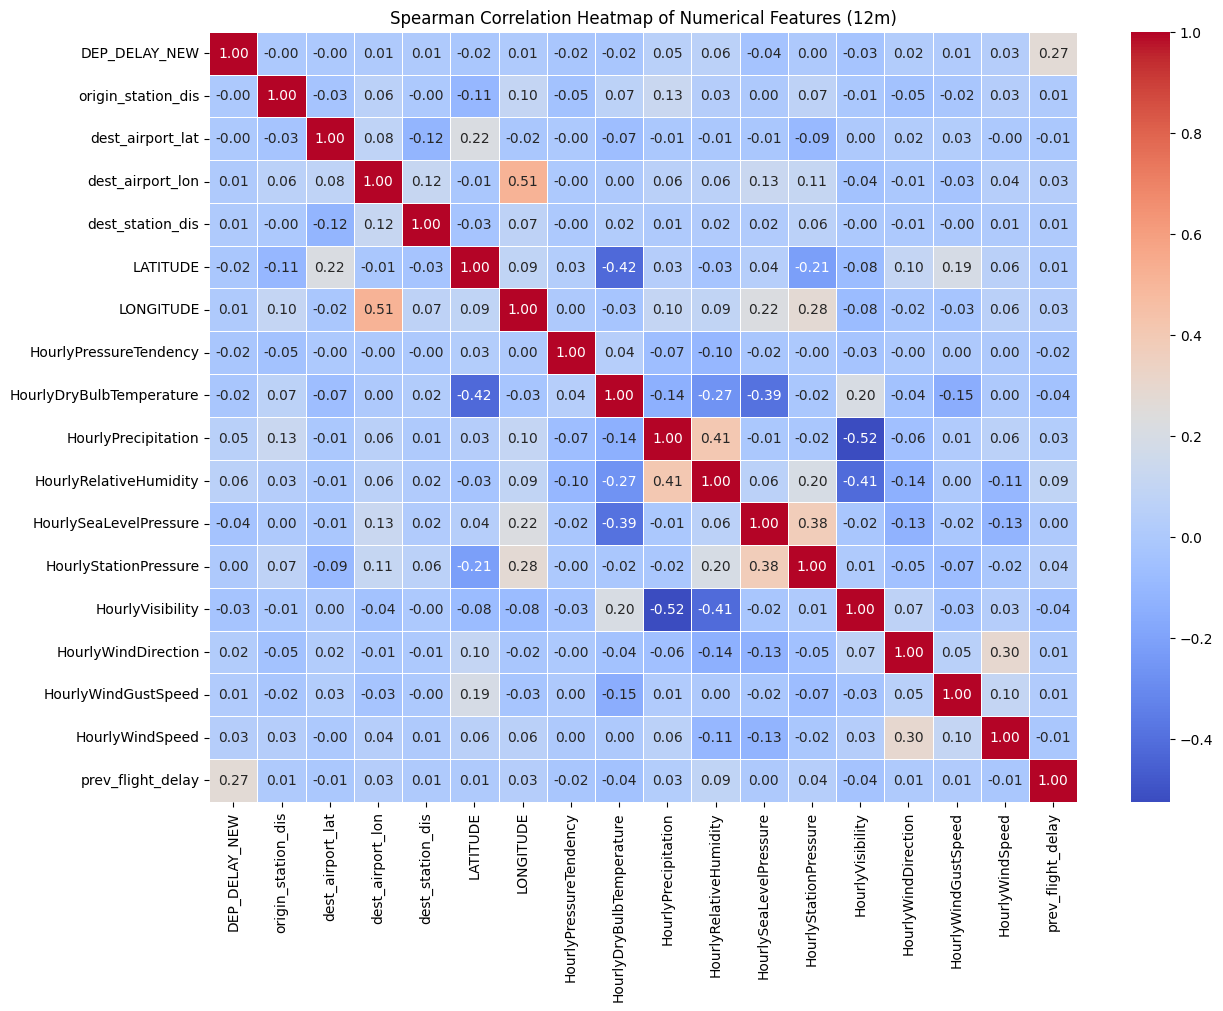 Spearman Correlation Heatmap of Numerical Features (12m)
DEP_DELAY_NEW 1.00 -0.00 -0.00 0.01 0.01 -0.02 0.01 -0.02 -0.02 0.05 0.06 -0.04 0.00 -0.03 0.02 0.01 0.03 0.27
origin_station_dis -0.00 1.00 -0.03 0.06 -0.00 -0.11 0.10 -0.05 0.07 0.13 0.03 0.00 0.07 -0.01 -0.05 -0.02 0.03 0.01
dest_airport_lat -0.00 -0.03 1.00 0.08 -0.12 0.22 -0.02 -0.00 -0.07 -0.01 -0.01 -0.01 -0.09 0.00 0.02 0.03 -0.00 -0.01
dest_airport_lon 0.01 0.06 0.08 1.00 0.12 -0.01 0.51 -0.00 0.00 0.06 0.06 0.13 0.11 -0.04 -0.01 -0.03 0.04 0.03
dest_station_dis 0.01 -0.00 -0.12 0.12 1.00 -0.03 0.07 -0.00 0.02 0.01 0.02 0.02 0.06 -0.00 -0.01 -0.00 0.01 0.01
LATITUDE -0.02 -0.11 0.22 -0.01 -0.03 1.00 0.09 0.03 -0.42 0.03 -0.03 0.04 -0.21 -0.08 0.10 0.19 0.06 0.01
LONGITUDE 0.01 0.10 -0.02 0.51 0.07 0.09 1.00 0.00 -0.03 0.10 0.09 0.22 0.28 -0.08 -0.02 -0.03 0.06 0.03
HourlyPressureTendency -0.02 -0.05 -0.00 -0.00 -0.00 0.03 0.00 1.00 0.04 -0.07 -0.10 -0.02 -0.00 -0.03 -0.00 0.00 0.00 -0.02
HourlyDryBulbTemperature -0.02 0.07 -0.07 0.00 0.02 -0.42 -0.03 0.04 1.00 -0.14 -0.27 -0.39 -0.02 0.20 -0.04 -0.15 0.00 -0.04
HourlyPrecipitation 0.05 0.13 -0.01 0.06 0.01 0.03 0.10 -0.07 -0.14 1.00 0.41 -0.01 -0.02 -0.52 -0.06 0.01 0.06 0.03
HourlyRelativeHumidity 0.06 0.03 -0.01 0.06 0.02 -0.03 0.09 -0.10 -0.27 0.41 1.00 0.06 0.20 -0.41 -0.14 0.00 -0.11 0.09
HourlySeaLevelPressure -0.04 0.00 -0.01 0.13 0.02 0.04 0.22 -0.02 -0.39 -0.01 0.06 1.00 0.38 -0.02 -0.13 -0.02 -0.13 0.00
HourlyStationPressure 0.00 0.07 -0.09 0.11 0.06 -0.21 0.28 -0.00 -0.02 -0.02 0.20 0.38 1.00 0.01 -0.05 -0.07 -0.02 0.04
HourlyVisibility -0.03 -0.01 0.00 -0.04 -0.00 -0.08 -0.08 -0.03 0.20 -0.52 -0.41 -0.02 0.01 1.00 0.07 -0.03 0.03 -0.04
HourlyWindDirection 0.02 -0.05 0.02 -0.01 -0.01 0.10 -0.02 -0.00 -0.04 -0.06 -0.14 -0.13 -0.05 0.07 1.00 0.05 0.30 0.01
HourlyWindGustSpeed 0.01 -0.02 0.03 -0.03 -0.00 0.19 -0.03 0.00 -0.15 0.01 0.00 -0.02 -0.07 -0.03 0.05 1.00 0.10 0.01
HourlyWindSpeed 0.03 0.03 -0.00 0.04 0.01 0.06 0.06 0.00 0.00 0.06 -0.11 -0.13 -0.02 0.03 0.30 0.10 1.00 -0.01
prev_flight_delay 0.27 0.01 -0.01 0.03 0.01 0.01 0.03 -0.02 -0.04 0.03 0.09 0.00 0.04 -0.04 0.01 0.01 -0.01 1.00
DEP_DELAY_NEW
origin_station_dis
dest_airport_lat
dest_airport_lon
dest_station_dis
LATITUDE
LONGITUDE
HourlyPressureTendency
HourlyDryBulbTemperature
HourlyPrecipitation
HourlyRelativeHumidity
HourlySeaLevelPressure
HourlyStationPressure
HourlyVisibility
HourlyWindDirection
HourlyWindGustSpeed
HourlyWindSpeed
prev_flight_delay
1.0
0.8
0.6
0.4
0.2
0.0
−0.2
−0.4